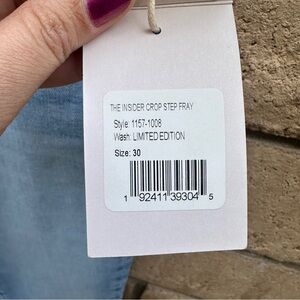 THE INSIDER CROP STEP FRAY
Style: 1157-1008
Wash: LIMITED EDITION
Size: 30
1 92411 39304 5